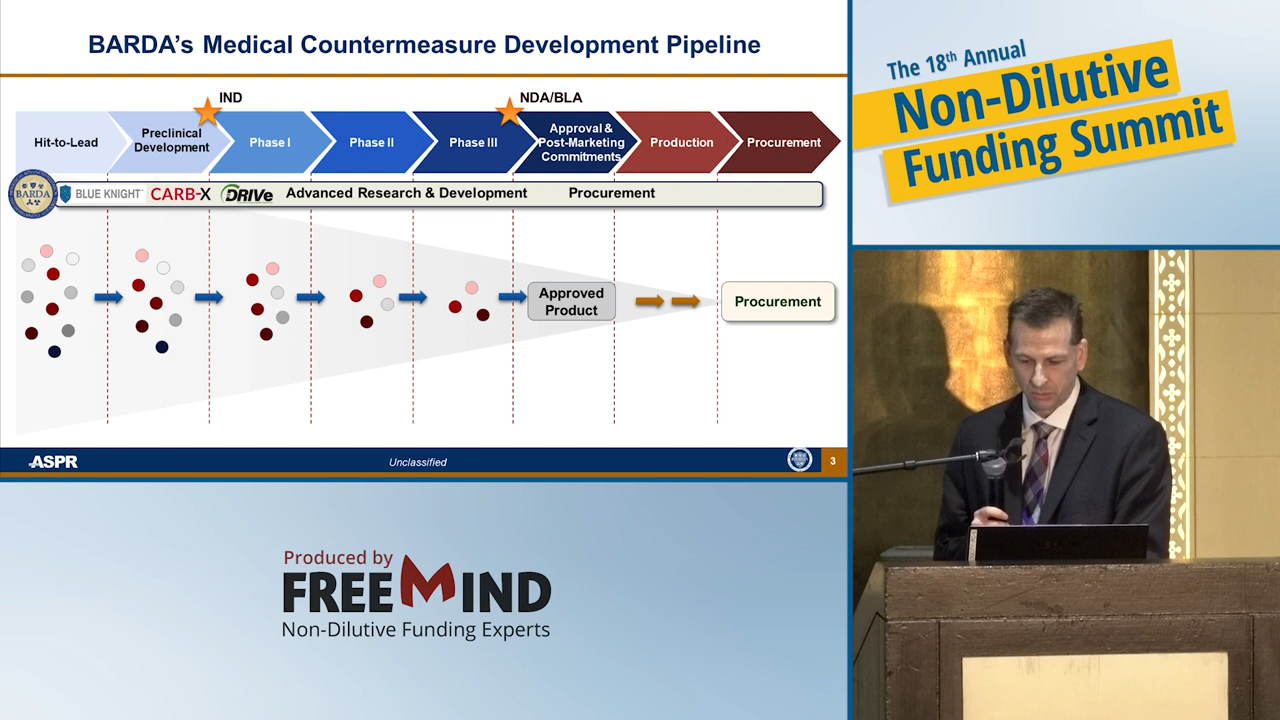 BARDA's Medical Countermeasure Development Pipeline
IND
NDA/BLA
Hit-to-Lead
Preclinical
Development
Phase I
Phase II
Phase III
Approval &
Post-Marketing
Commitments
Production
Procurement
BARDA
BLUE KNIGHT
CARB-X
DRIVe
Advanced Research & Development
Procurement
Approved
Product
Procurement
ASPR
Unclassified
3
The 18th Annual
Non-Dilutive
Funding Summit
Produced by
FREEMIND
Non-Dilutive Funding Experts